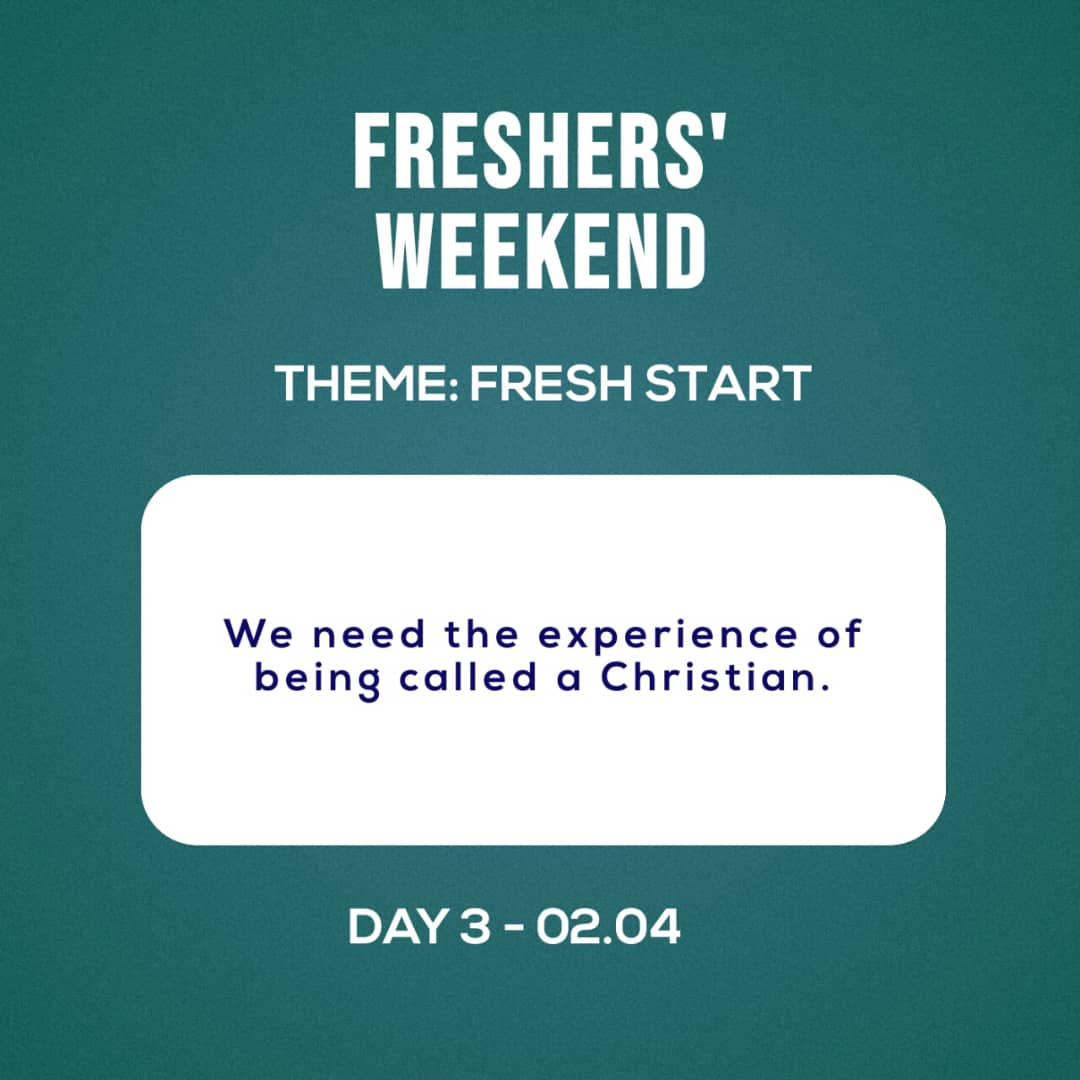 FRESHERS'
WEEKEND
THEME: FRESH START
We need the experience of
being called a Christian.
DAY 3 - 02.04